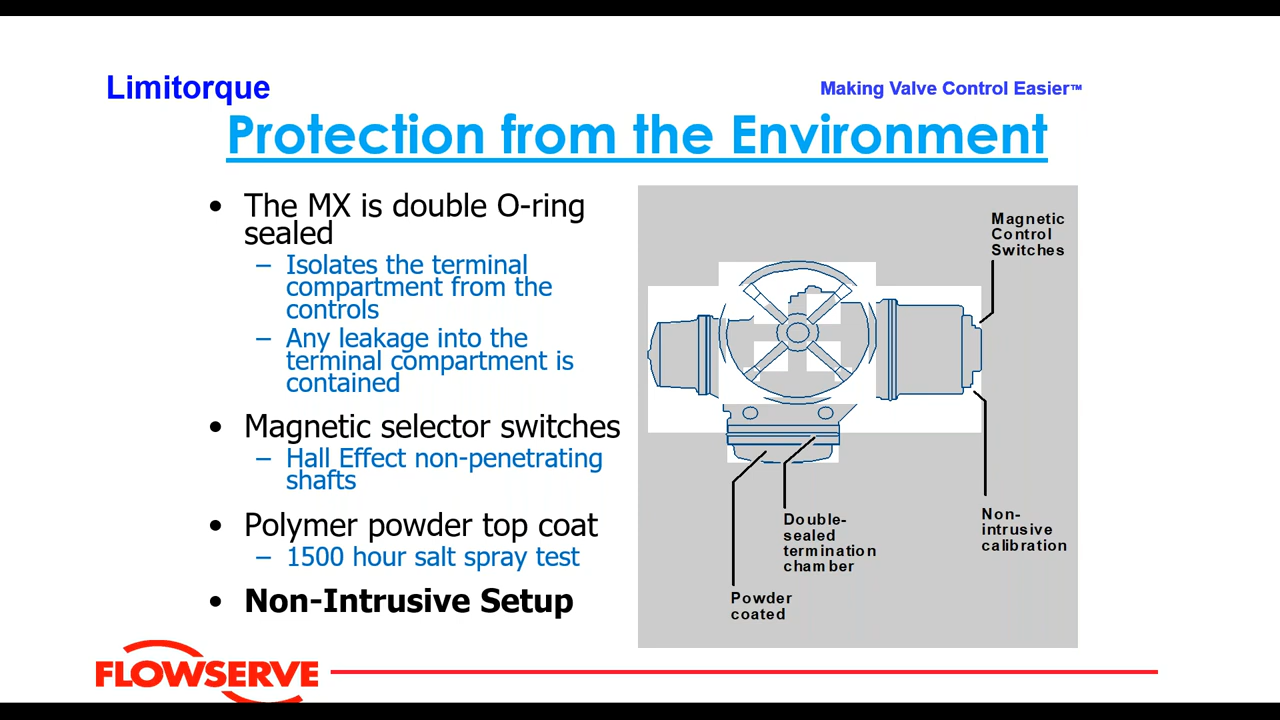 Limitorque
Making Valve Control Easier™
Protection from the Environment
• The MX is double O-ring
sealed
– Isolates the terminal
compartment from the
controls
– Any leakage into the
terminal compartment is
contained
• Magnetic selector switches
– Hall Effect non-penetrating
shafts
• Polymer powder top coat
– 1500 hour salt spray test
• Non-Intrusive Setup
Magnetic
Control
Switches
Non-
intrusive
calibration
Double-
sealed
termination
chamber
Powder
coated
FLOWSERVE